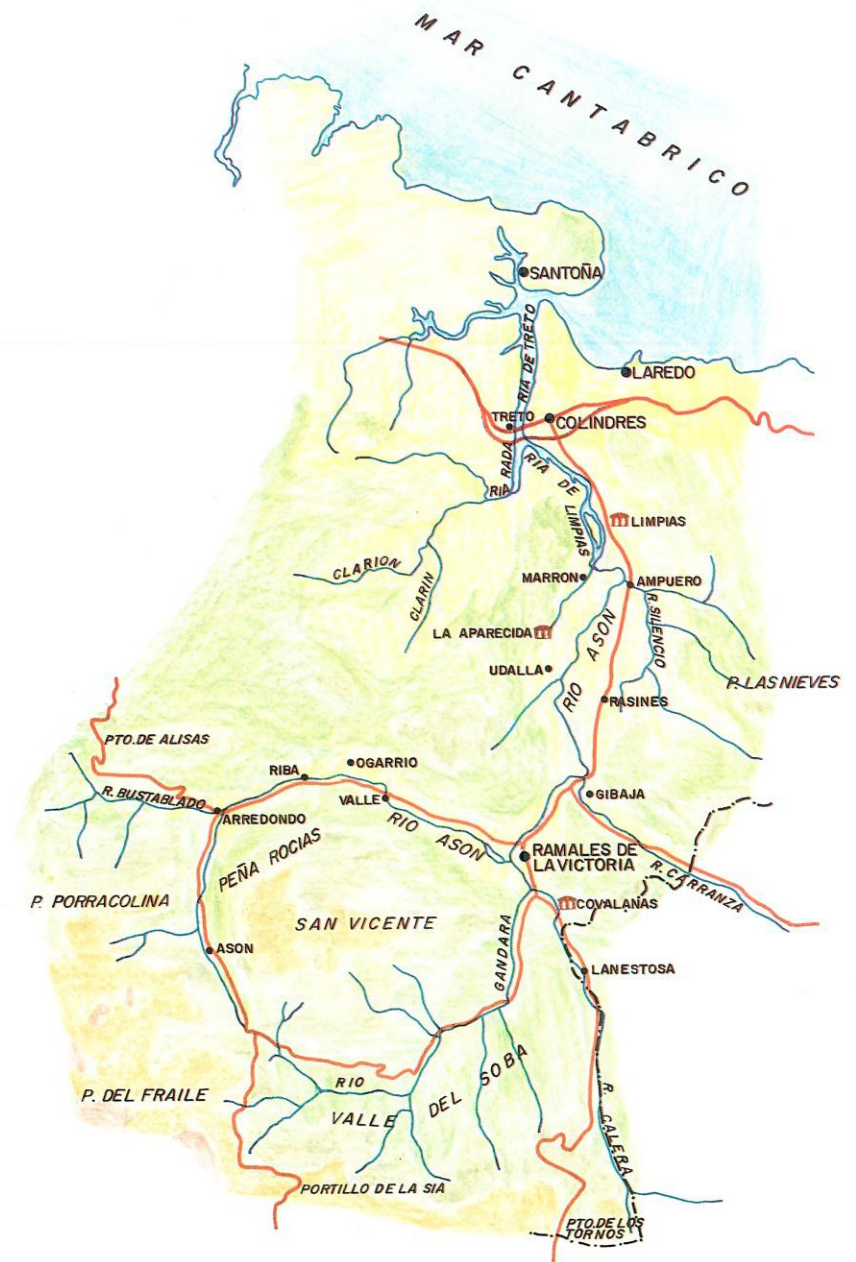 MAR CANTABRICO
SANTOÑA
RIA DE TRETO
LAREDO
TRETO
COLINDRES
RIA RADA
RIA DE LIMPIAS
LIMPIAS
CLARION
CLARIN
MARRON
AMPUERO
R. SILENCIO
LA APARECIDA
RIO ASON
UDALLA
P. LAS NIEVES
RASINES
PTO. DE ALISAS
OGARRIO
RIBA
R. BUSTABLADO
VALLE
GIBAJA
ARREDONDO
RIO ASON
PEÑA ROCIAS
RAMALES DE
LA VICTORIA
R. CARRANZA
P. PORRACOLINA
COVALANAS
SAN VICENTE
GANDARA
ASON
LANESTOSA
RIO
P. DEL FRAILE
VALLE DEL SOBA
R. CALERA
PORTILLO DE LA SIA
PTO. DE LOS
TORNOS